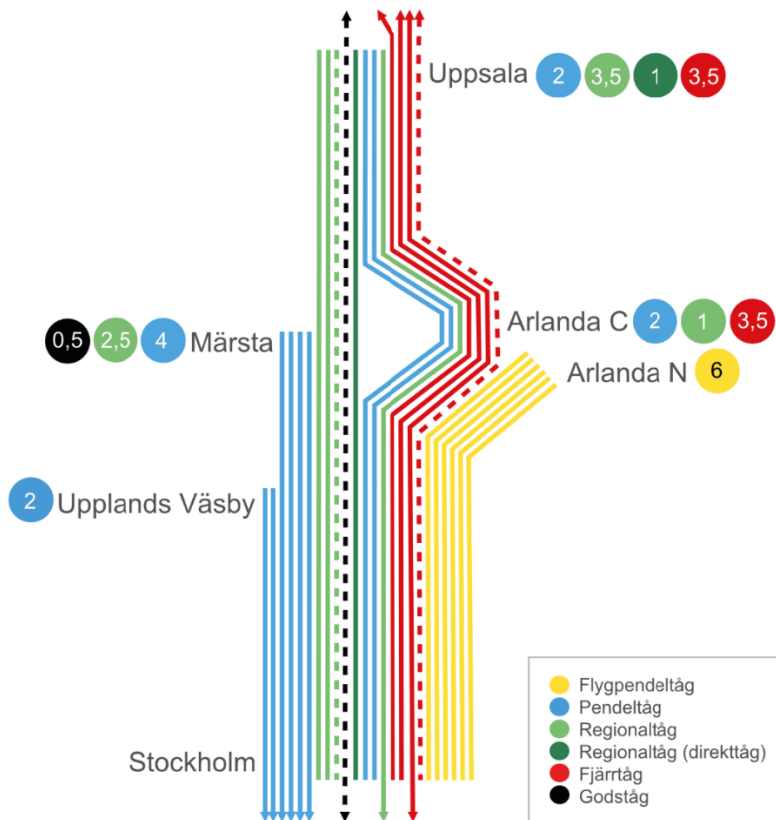 Uppsala 2 3,5 1 3,5
Arlanda C 2 1 3,5
0,5 2,5 4 Märsta
Arlanda N 6
2 Upplands Väsby
Flygpendeltåg
Pendeltåg
Regionaltåg
Regionaltåg (direkttåg)
Fjärrtåg
Godståg
Stockholm